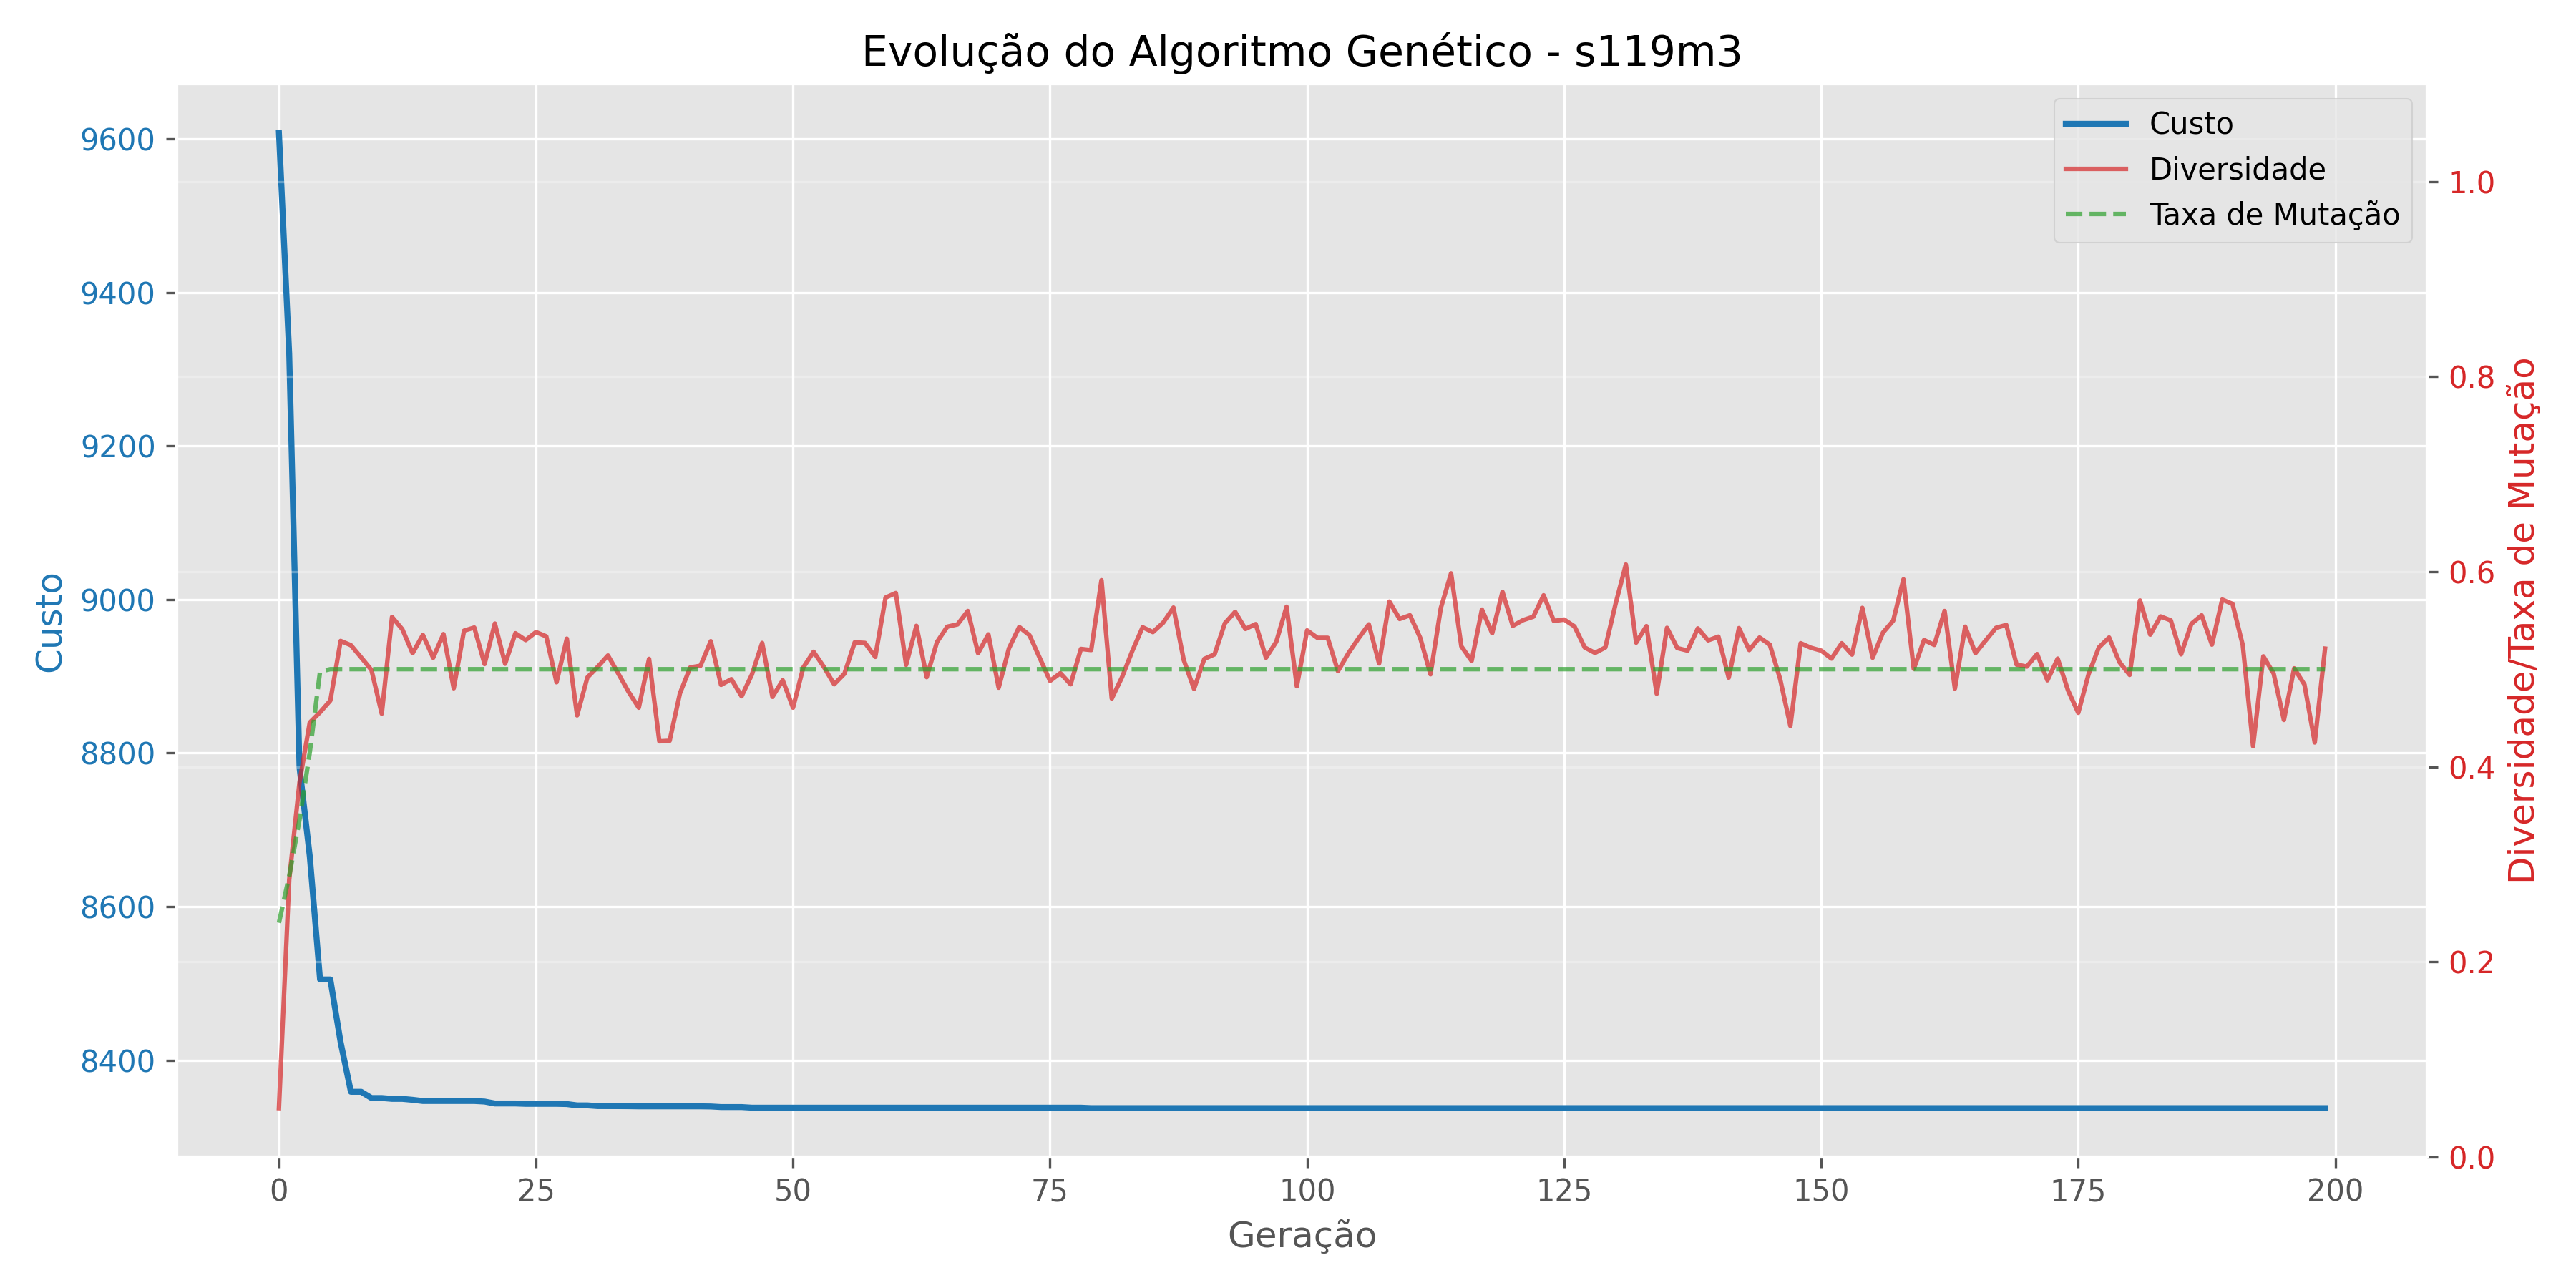 Evolução do Algoritmo Genético - s119m3
Custo
Diversidade
Taxa de Mutação
9600
9400
9200
9000
8800
8600
8400
Custo
1.0
0.8
0.6
0.4
0.2
0.0
Diversidade/Taxa de Mutação
0 25 50 75 100 125 150 175 200
Geração